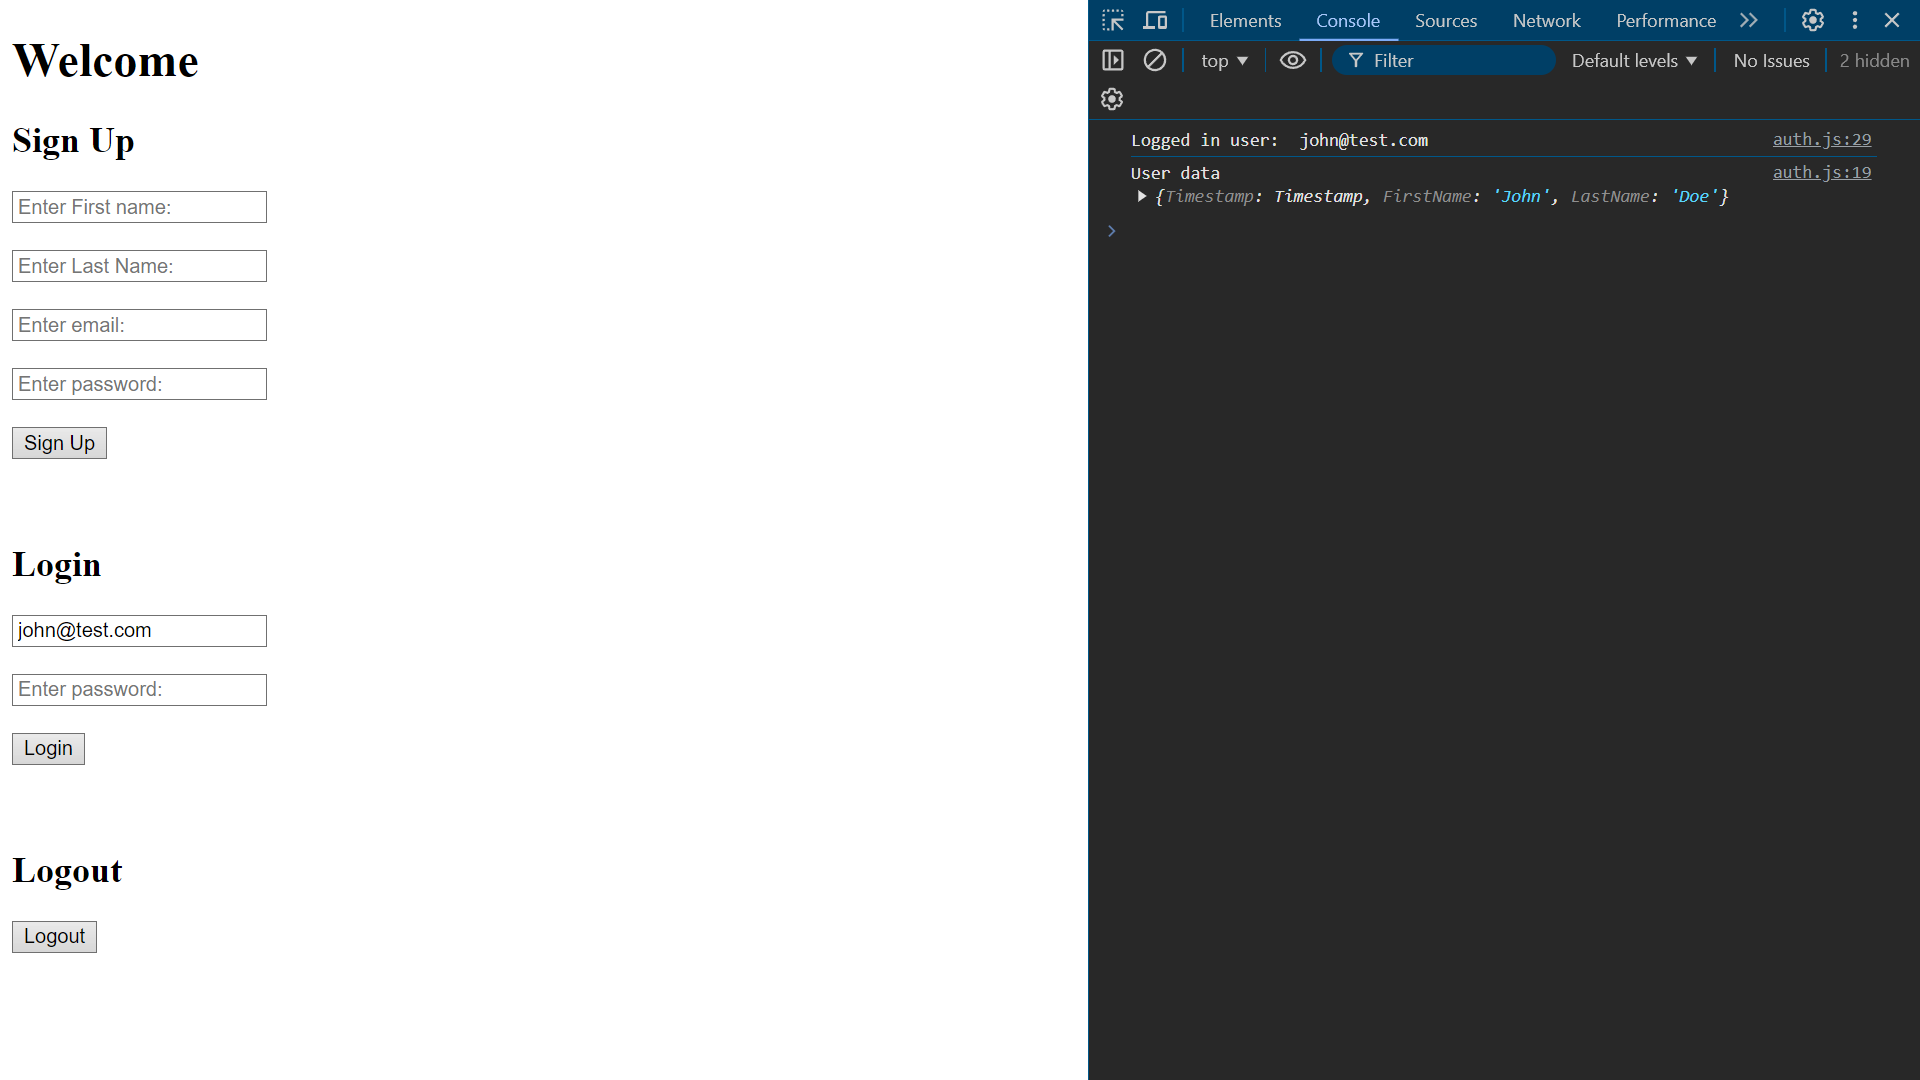 Welcome
Sign Up
Enter First name:
Enter Last Name:
Enter email:
Enter password:
Sign Up
Login
john@test.com
Enter password:
Login
Logout
Logout
Elements Console Sources Network Performance
top Filter Default levels No Issues 2 hidden
Logged in user:  john@test.com auth.js:29
User data auth.js:19
{Timestamp: Timestamp, FirstName: 'John', LastName: 'Doe'}